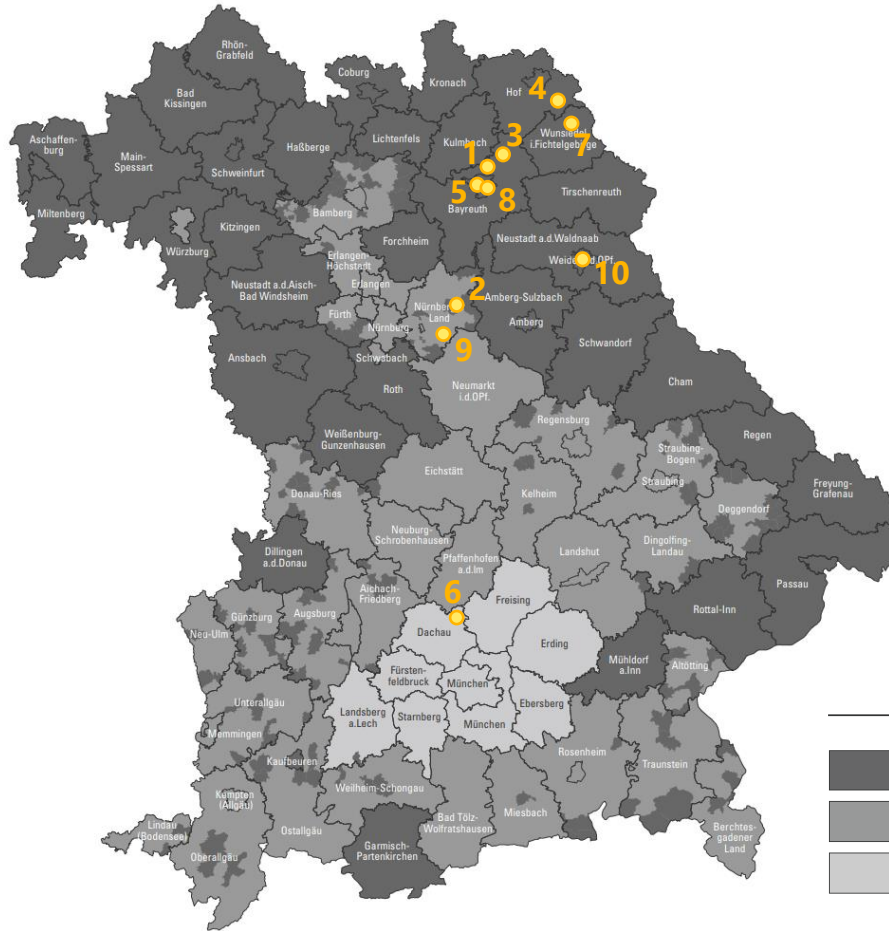 Rhön-
Grabfeld
Coburg
Kronach
Hof
4
Bad
Kissingen
Aschaffen-
burg
Main-
Spessart
Schweinfurt
Haßberge
Lichtenfels
Kulmbach
3
1
Wunsiedel
i.Fichtelgebirge
7
Miltenberg
Kitzingen
Bamberg
5
8
Bayreuth
Tirschenreuth
Würzburg
Forchheim
Neustadt a.d.Waldnaab
Erlangen-
Höchstadt
10
Neustadt a.d.Aisch-
Bad Windsheim
Erlangen
2
Amberg-Sulzbach
Fürth
Land
Nürnberg
Amberg
9
Schwandorf
Ansbach
Schwabach
Roth
Neumarkt
i.d.OPf.
Cham
Weißenburg-
Gunzenhausen
Regensburg
Regen
Straubing-
Bogen
Straubing
Eichstätt
Donau-Ries
Kelheim
Freyung-
Grafenau
Deggendorf
Neuburg-
Schrobenhausen
Dingolfing-
Landau
Dillingen
a.d.Donau
Pfaffenhofen
a.d.Ilm
Landshut
Passau
Aichach-
Friedberg
6
Freising
Rottal-Inn
Günzburg
Augsburg
Neu-Ulm
Dachau
Erding
Mühldorf
a.Inn
Altötting
Fürsten-
feldbruck
München
Unterallgäu
Landsberg
a.Lech
Starnberg
München
Ebersberg
Memmingen
Rosenheim
Traunstein
Kaufbeuren
Weilheim-Schongau
Kempten
(Allgäu)
Bad Tölz-
Wolfratshausen
Miesbach
Lindau
(Bodensee)
Ostallgäu
Berchtes-
gadener
Land
Oberallgäu
Garmisch-
Partenkirchen